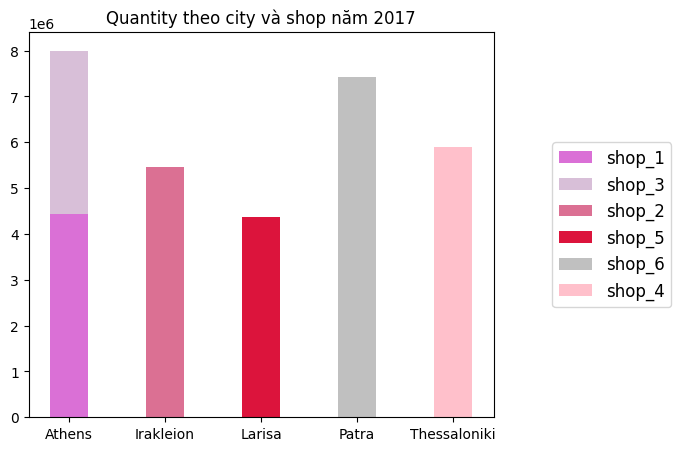 Quantity theo city và shop năm 2017
1e6
8
7
6
5
4
3
2
1
0
Athens
Irakleion
Larisa
Patra
Thessaloniki
shop_1
shop_3
shop_2
shop_5
shop_6
shop_4